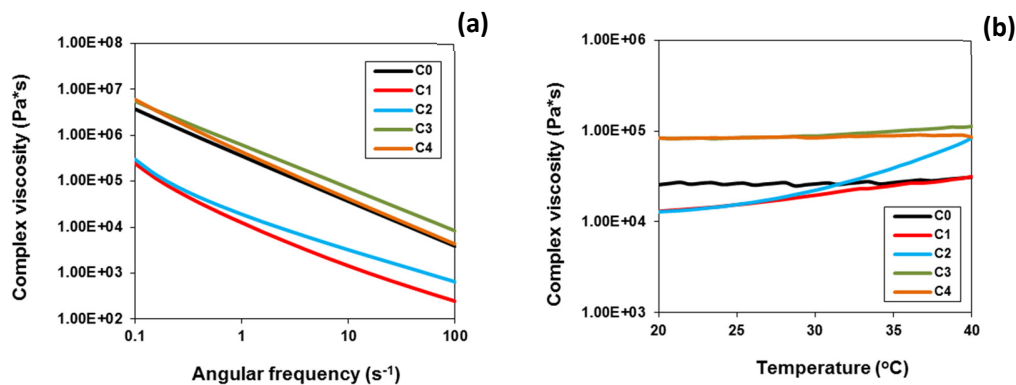 (a)
1.00E+08
1.00E+07
1.00E+06
1.00E+05
1.00E+04
1.00E+03
1.00E+02
Complex viscosity (Pa*s)
C0
C1
C2
C3
C4
0.1 1 10 100
Angular frequency (s⁻¹)
(b)
1.00E+06
1.00E+05
1.00E+04
1.00E+03
Complex viscosity (Pa*s)
C0
C1
C2
C3
C4
20 25 30 35 40
Temperature (°C)